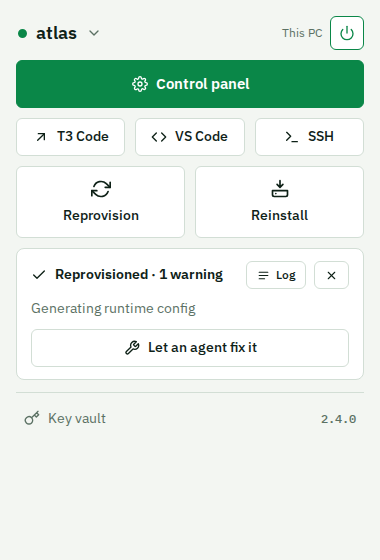 atlas
This PC
Control panel
T3 Code
VS Code
SSH
Reprovision
Reinstall
Reprovisioned · 1 warning
Log
Generating runtime config
Let an agent fix it
Key vault
2.4.0